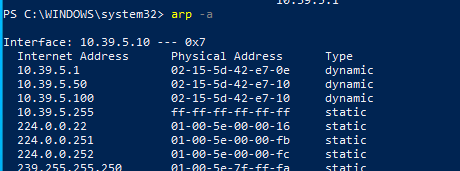 10.39.5.1
PS C:\WINDOWS\system32> arp -a
Interface: 10.39.5.10 --- 0x7
Internet Address      Physical Address      Type
10.39.5.1             02-15-5d-42-e7-0e     dynamic
10.39.5.50            02-15-5d-42-e7-10     dynamic
10.39.5.100           02-15-5d-42-e7-10     dynamic
10.39.5.255           ff-ff-ff-ff-ff-ff     static
224.0.0.22            01-00-5e-00-00-16     static
224.0.0.251           01-00-5e-00-00-fb     static
224.0.0.252           01-00-5e-00-00-fc     static
239.255.255.250       01-00-5e-7f-ff-fa     static